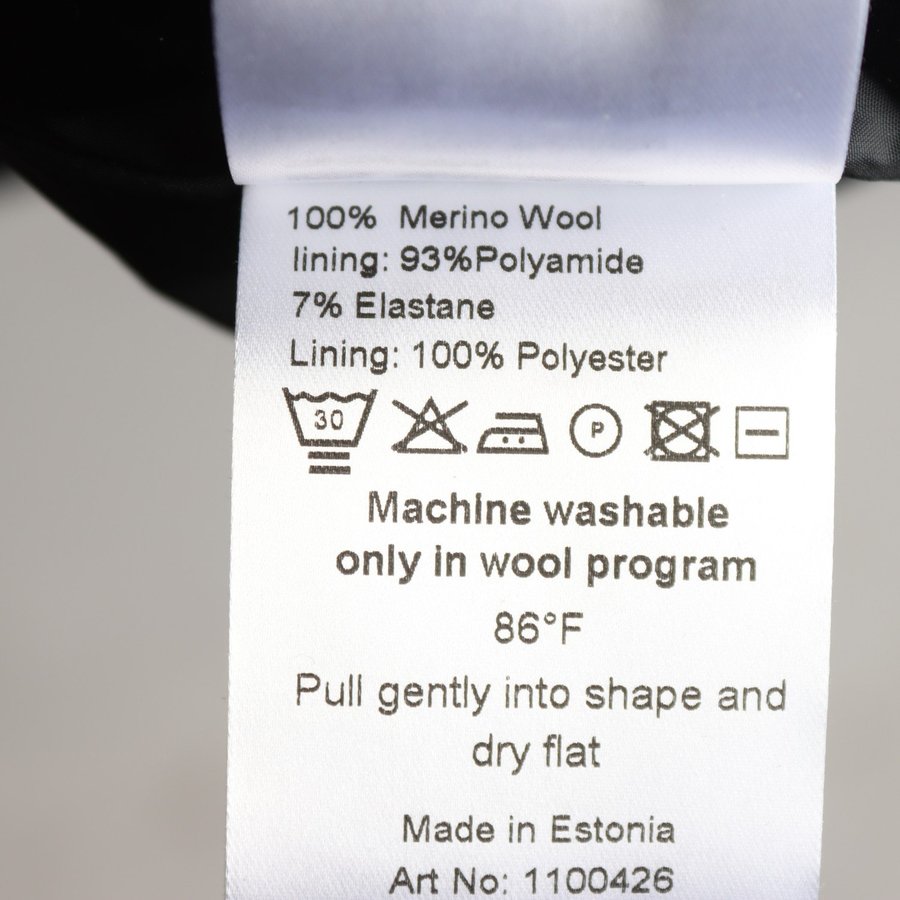 100% Merino Wool
lining: 93%Polyamide
7% Elastane
Lining: 100% Polyester
30 P
Machine washable
only in wool program
86°F
Pull gently into shape and
dry flat
Made in Estonia
Art No: 1100426